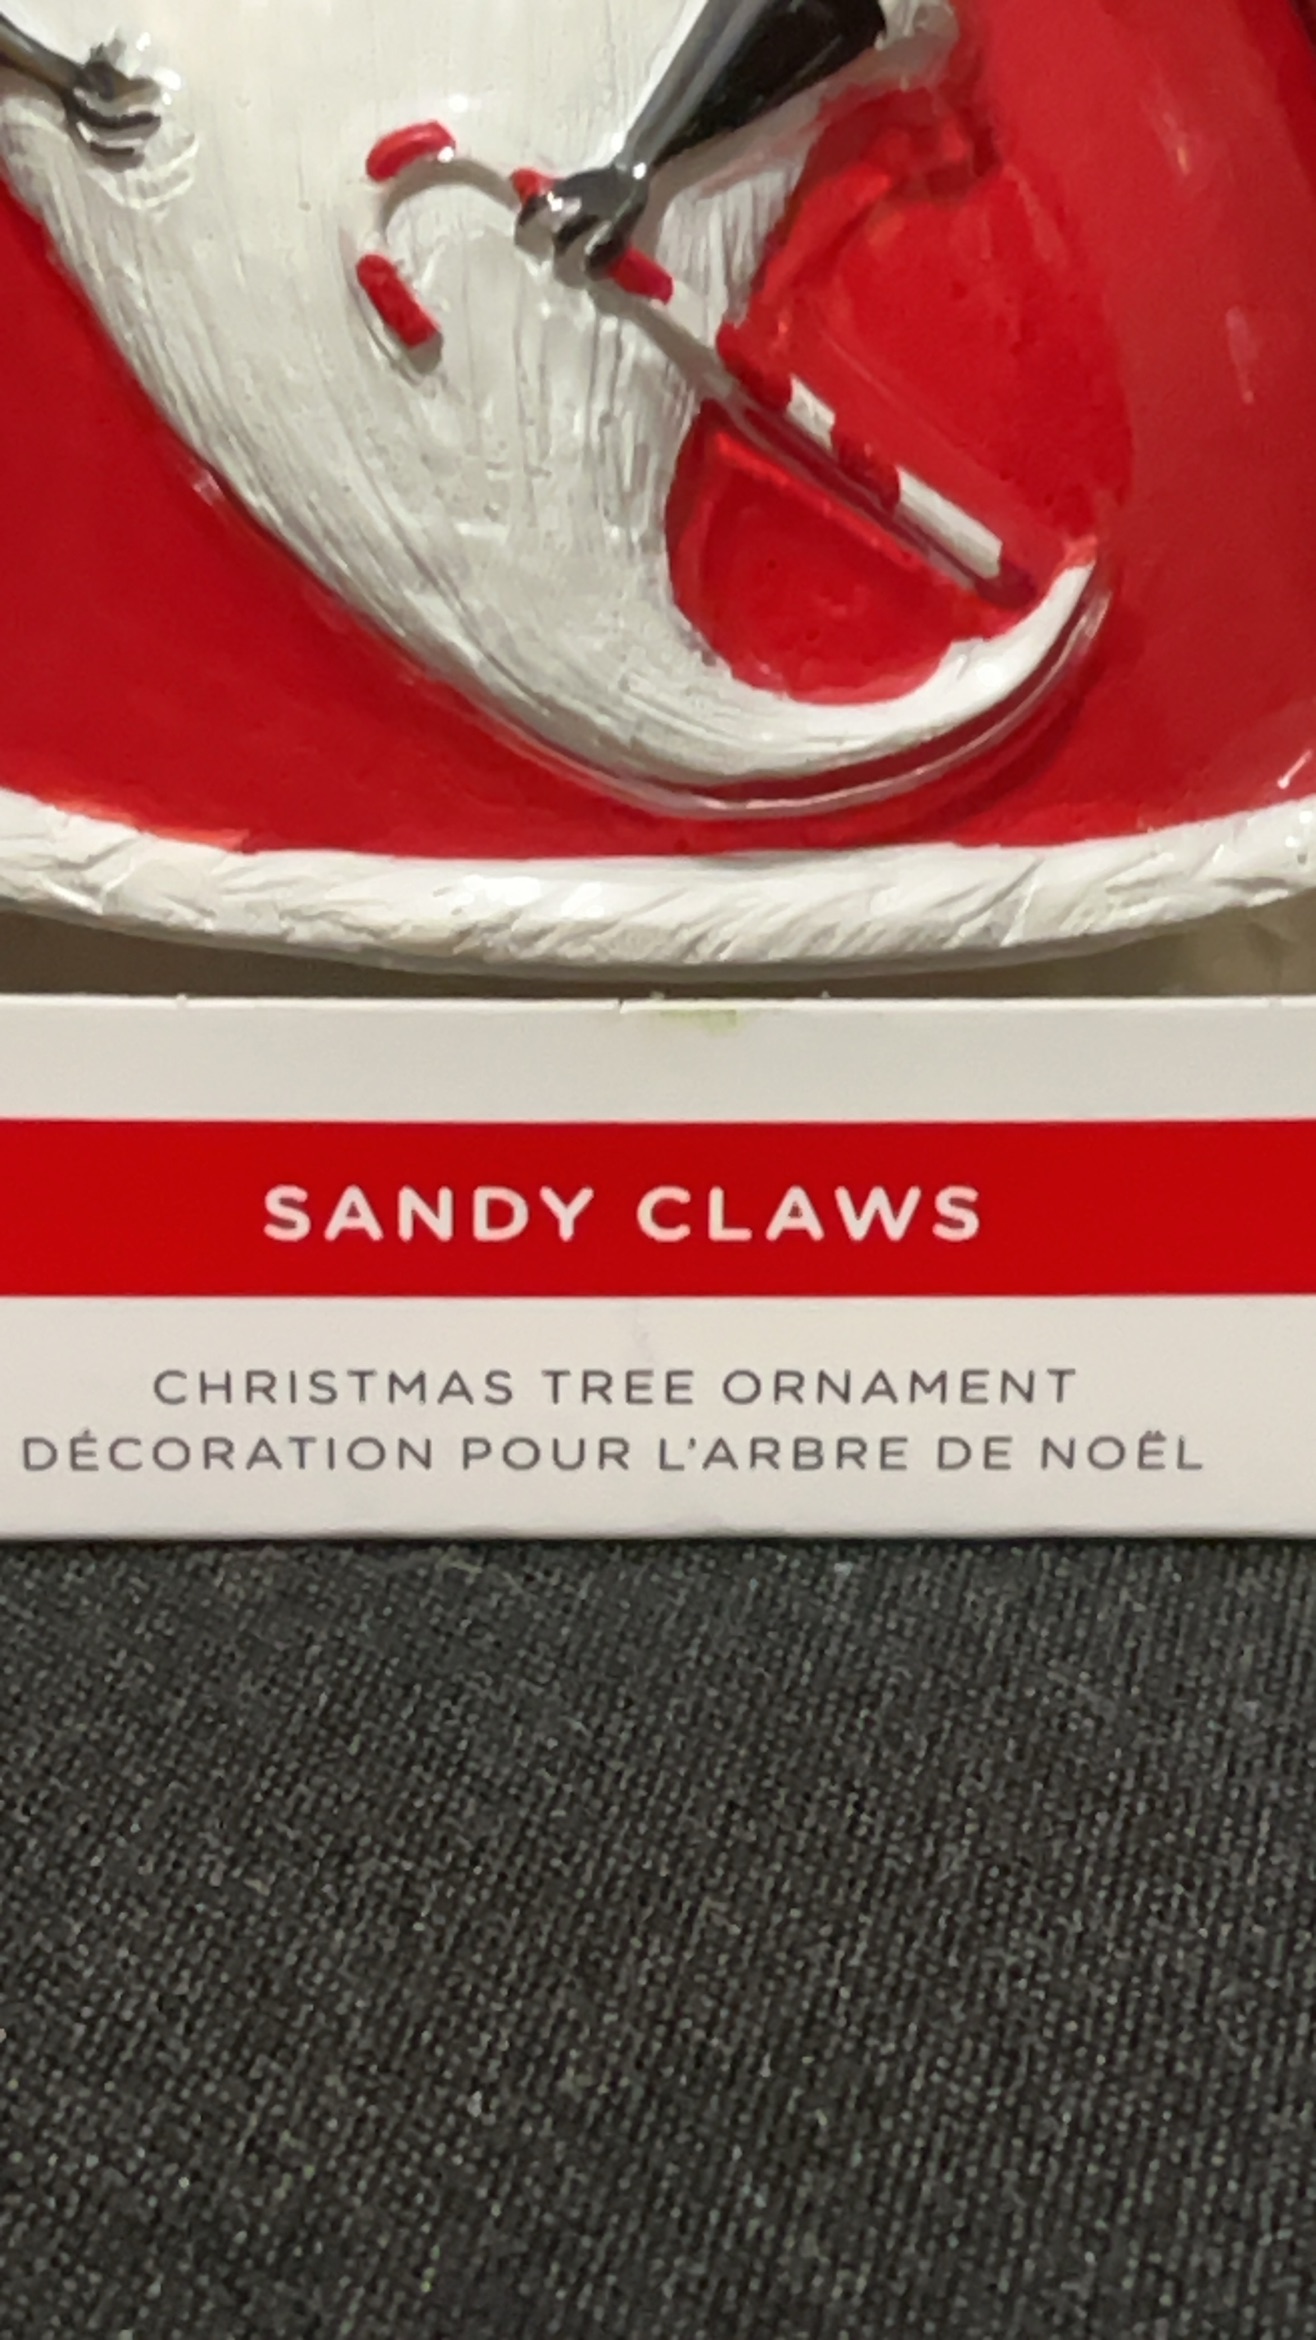 SANDY CLAWS
CHRISTMAS TREE ORNAMENT
DÉCORATION POUR L'ARBRE DE NOËL